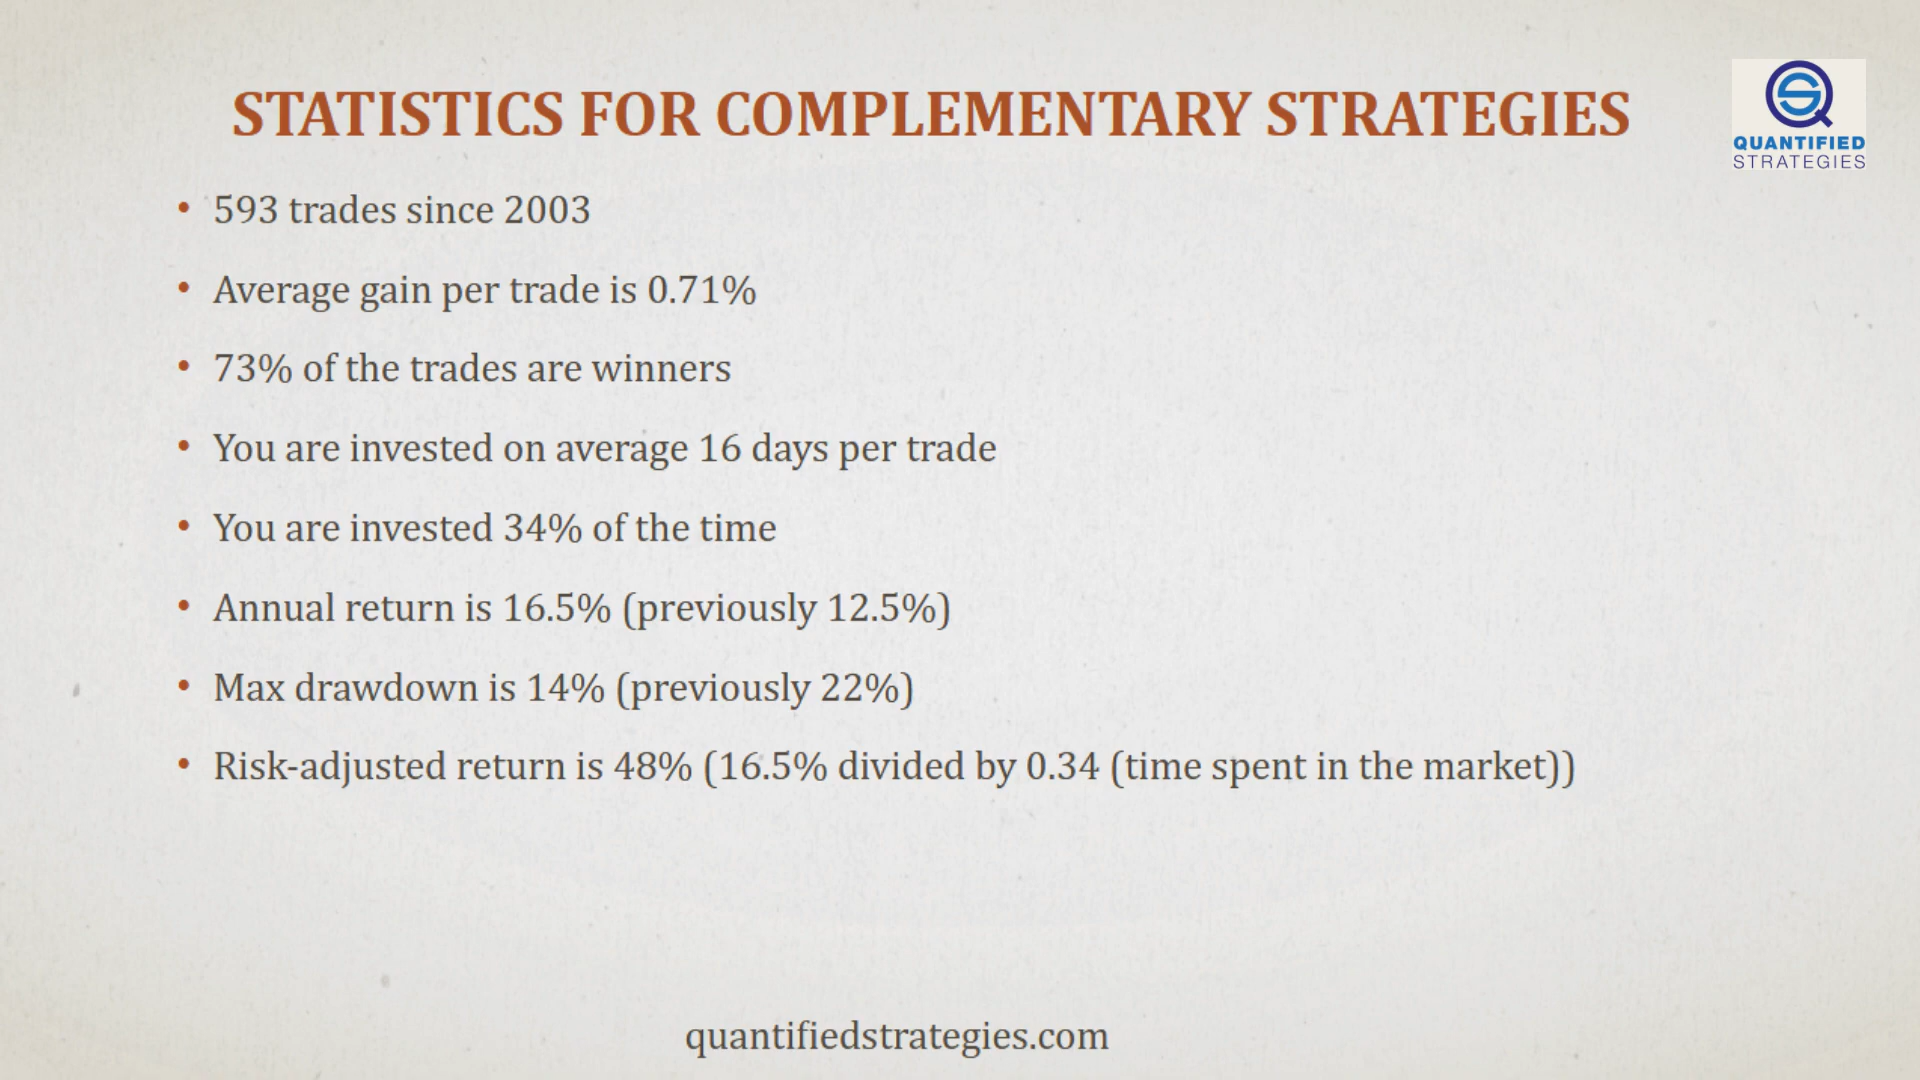 STATISTICS FOR COMPLEMENTARY STRATEGIES
QUANTIFIED
STRATEGIES
• 593 trades since 2003
• Average gain per trade is 0.71%
• 73% of the trades are winners
• You are invested on average 16 days per trade
• You are invested 34% of the time
• Annual return is 16.5% (previously 12.5%)
• Max drawdown is 14% (previously 22%)
• Risk-adjusted return is 48% (16.5% divided by 0.34 (time spent in the market))
quantifiedstrategies.com